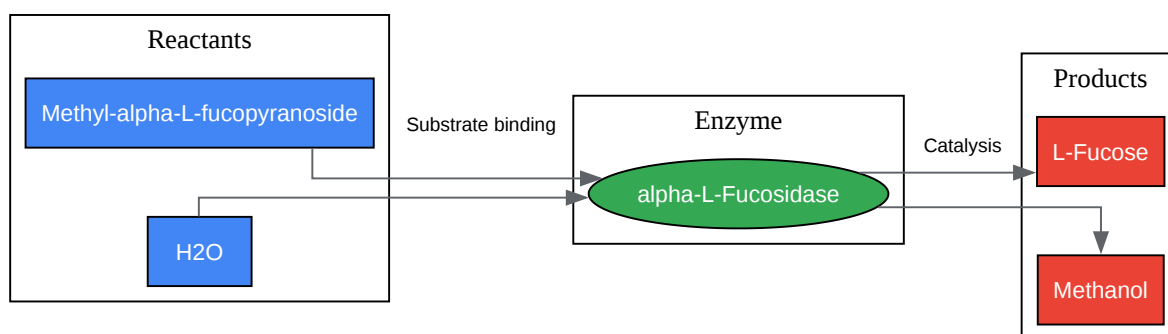 Reactants
Methyl-alpha-L-fucopyranoside
H2O
Substrate binding
Enzyme
alpha-L-Fucosidase
Catalysis
Products
L-Fucose
Methanol